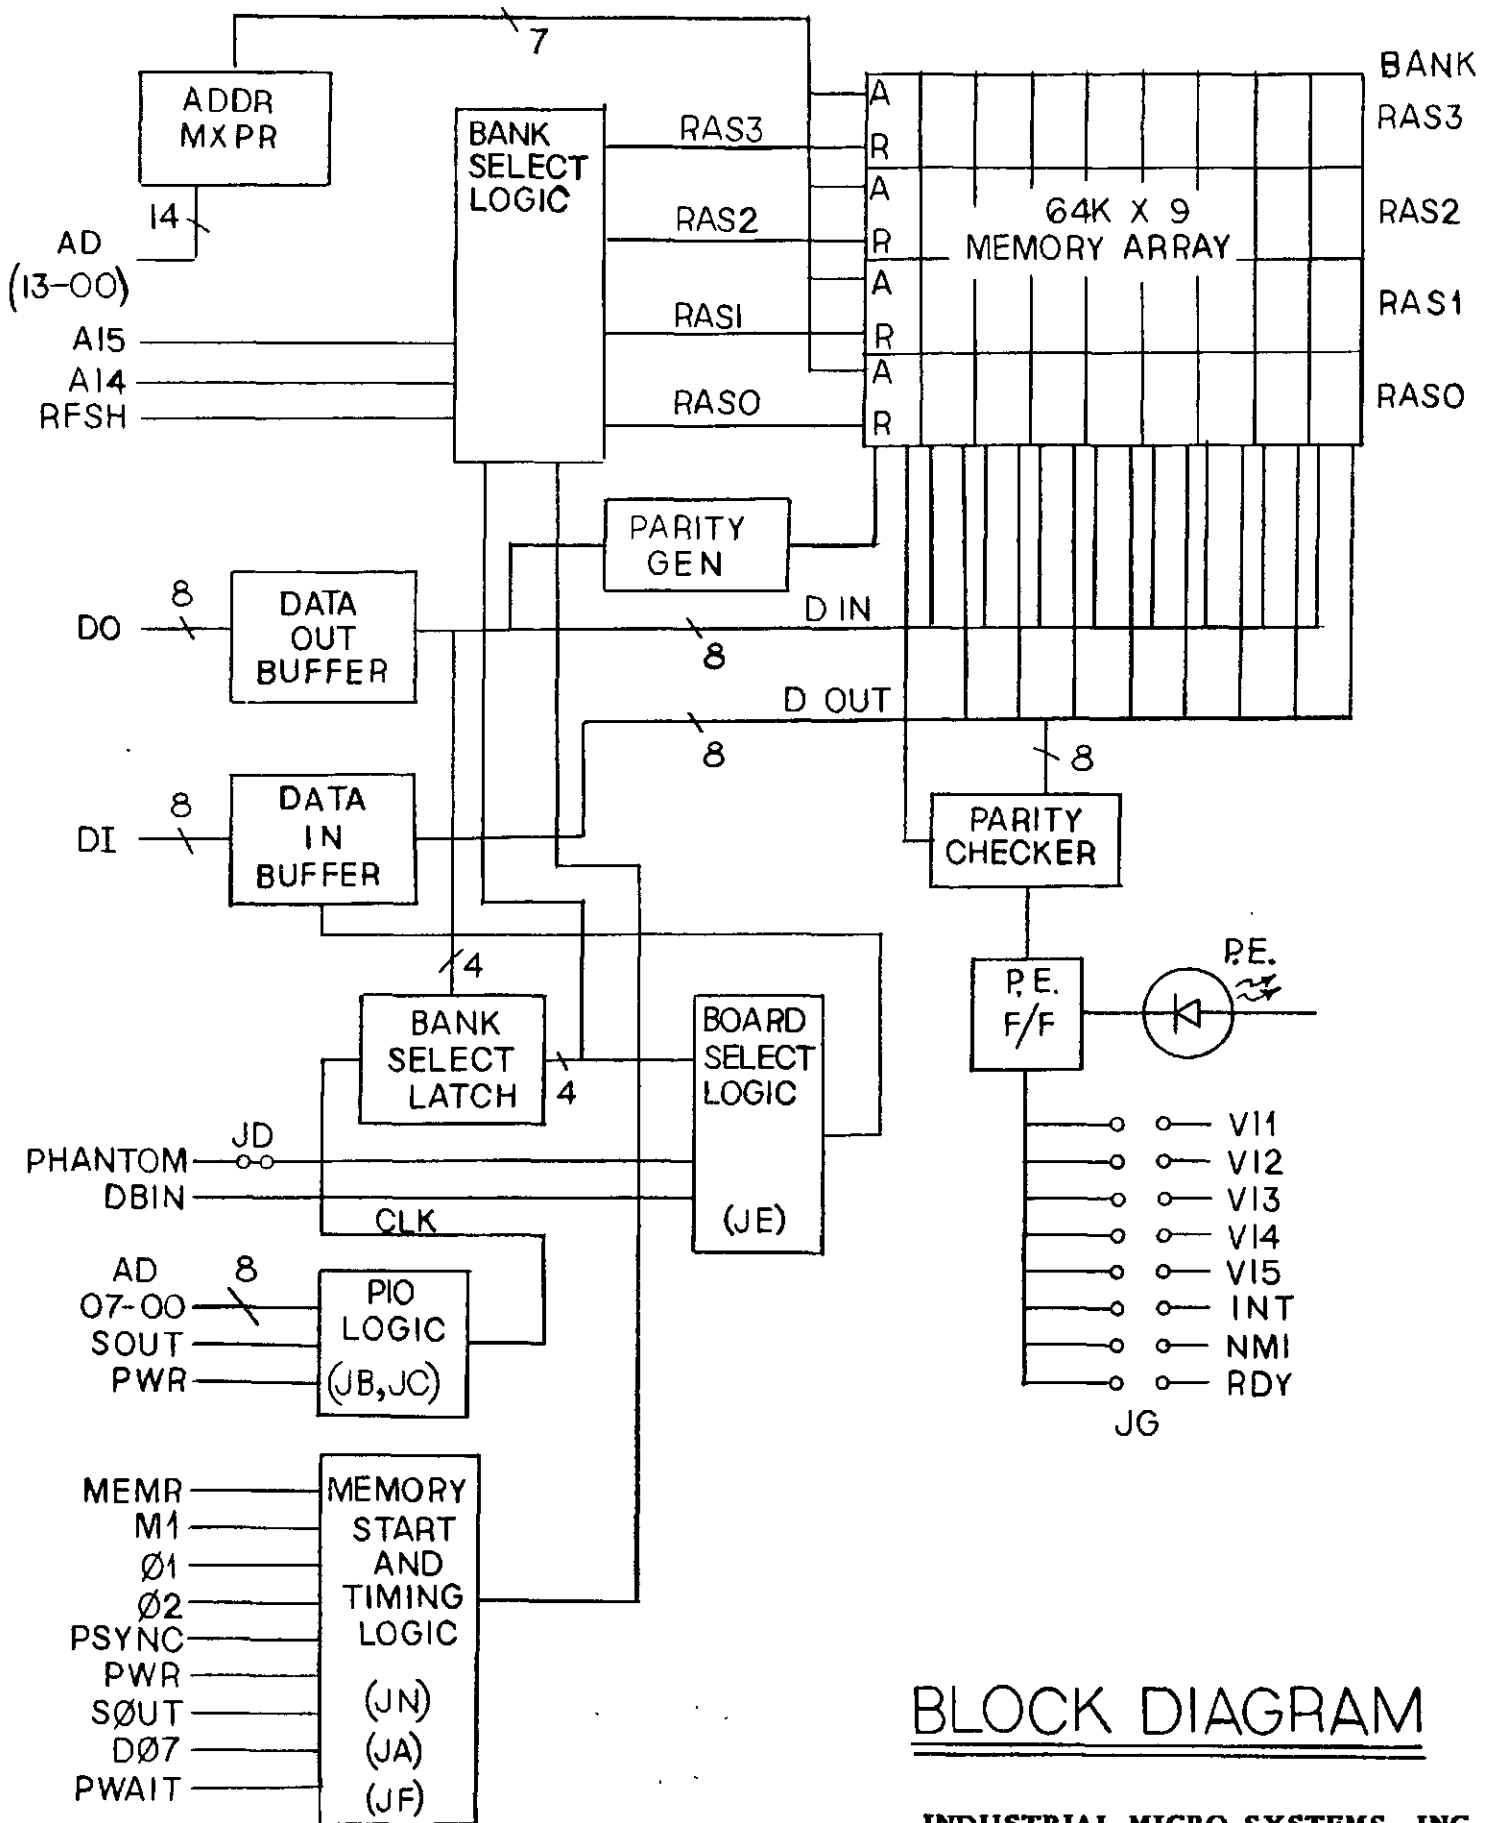 7
BANK
ADDR
MXPR
A
RAS3
BANK
SELECT
LOGIC
RAS3
R
A
14
RAS2
64K X 9
RAS2
AD
R
MEMORY ARRAY
(13-00)
A
RAS1
RAS1
A15
R
A14
A
RAS0
RAS0
RFSH
R
PARITY
GEN
8
DATA
OUT
BUFFER
D IN
DO
8
D OUT
8
8
8
DATA
IN
BUFFER
DI
PARITY
CHECKER
4
P.E.
P.E.
F/F
BANK
SELECT
LATCH
4
BOARD
SELECT
LOGIC
(JE)
JD
PHANTOM
DBIN
CLK
VI1
VI2
VI3
VI4
VI5
INT
NMI
RDY
JG
AD
8
07-00
SOUT
PWR
PIO
LOGIC
(JB,JC)
MEMR
M1
Ø1
Ø2
PSYNC
PWR
SØUT
DØ7
PWAIT
MEMORY
START
AND
TIMING
LOGIC
(JN)
(JA)
(JF)
BLOCK DIAGRAM
INDUSTRIAL MICRO SYSTEMS, INC